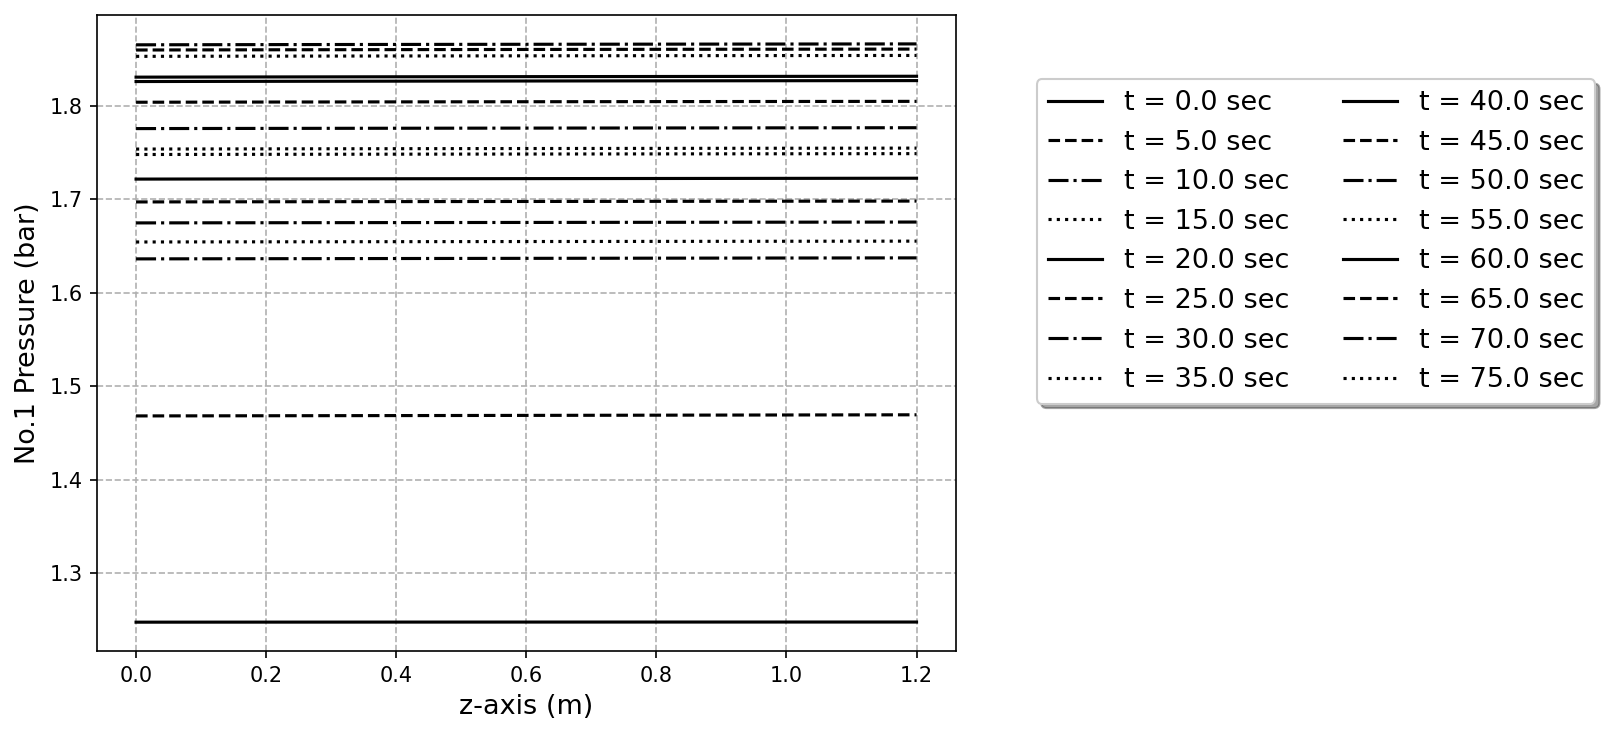 No.1 Pressure (bar)
1.8
1.7
1.6
1.5
1.4
1.3
0.0 0.2 0.4 0.6 0.8 1.0 1.2
z-axis (m)
t = 0.0 sec
t = 5.0 sec
t = 10.0 sec
t = 15.0 sec
t = 20.0 sec
t = 25.0 sec
t = 30.0 sec
t = 35.0 sec
t = 40.0 sec
t = 45.0 sec
t = 50.0 sec
t = 55.0 sec
t = 60.0 sec
t = 65.0 sec
t = 70.0 sec
t = 75.0 sec